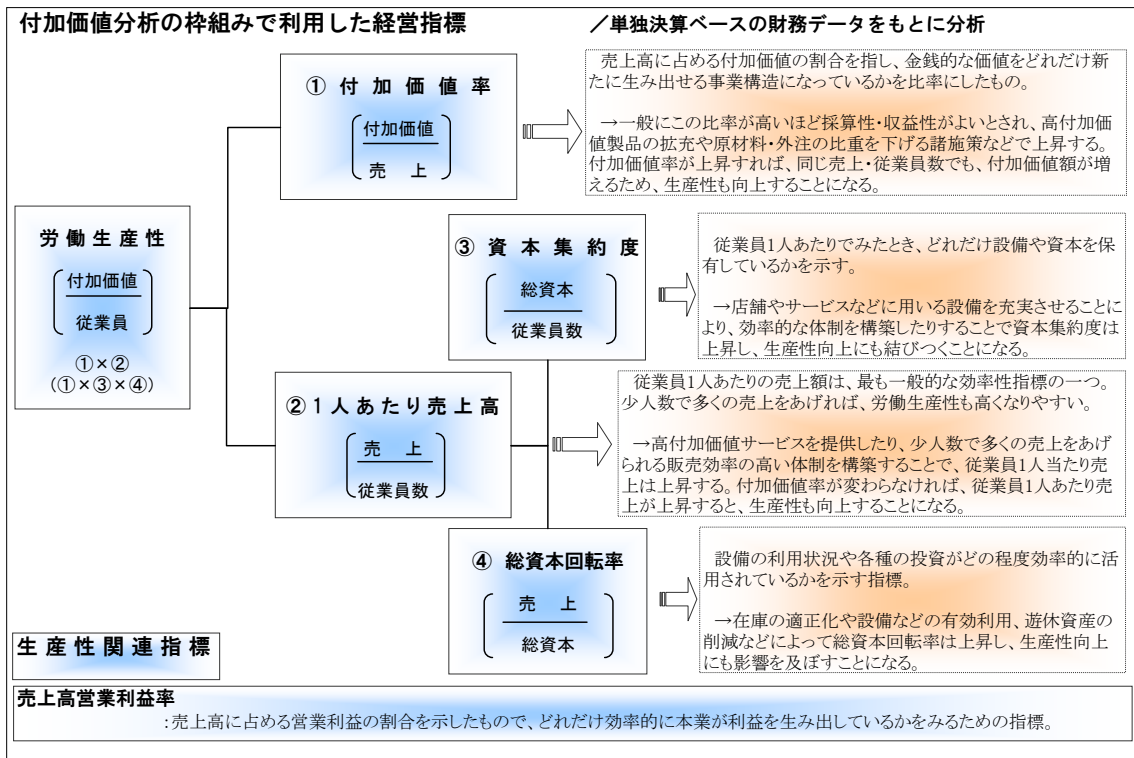 付加価値分析の枠組みで利用した経営指標
／単独決算ベースの財務データをもとに分析
① 付加価値率
付加価値
売　上
売上高に占める付加価値の割合を指し、金銭的な価値をどれだけ新
たに生み出せる事業構造になっているかを比率にしたもの。
→一般にこの比率が高いほど採算性・収益性がよいとされ、高付加価
値製品の拡充や原材料・外注の比重を下げる諸施策などで上昇する。
付加価値率が上昇すれば、同じ売上・従業員数でも、付加価値額が増
えるため、生産性も向上することになる。
労働生産性
付加価値
従業員
①×②
(①×③×④)
③ 資本集約度
総資本
従業員数
従業員1人あたりでみたとき、どれだけ設備や資本を保
有しているかを示す。
→店舗やサービスなどに用いる設備を充実させることに
より、効率的な体制を構築したりすることで資本集約度は
上昇し、生産性向上にも結びつくことになる。
② 1人あたり売上高
売　上
従業員数
従業員1人あたりの売上額は、最も一般的な効率性指標の一つ。
少人数で多くの売上をあげれば、労働生産性も高くなりやすい。
→高付加価値サービスを提供したり、少人数で多くの売上をあげ
られる販売効率の高い体制を構築することで、従業員1人当たり売
上は上昇する。付加価値率が変わらなければ、従業員1人あたり売
上が上昇すると、生産性も向上することになる。
④ 総資本回転率
売　上
総資本
設備の利用状況や各種の投資がどの程度効率的に活
用されているかを示す指標。
→在庫の適正化や設備などの有効利用、遊休資産の
削減などによって総資本回転率は上昇し、生産性向上
にも影響を及ぼすことになる。
生産性関連指標
売上高営業利益率
：売上高に占める営業利益の割合を示したもので、どれだけ効率的に本業が利益を生み出しているかをみるための指標。